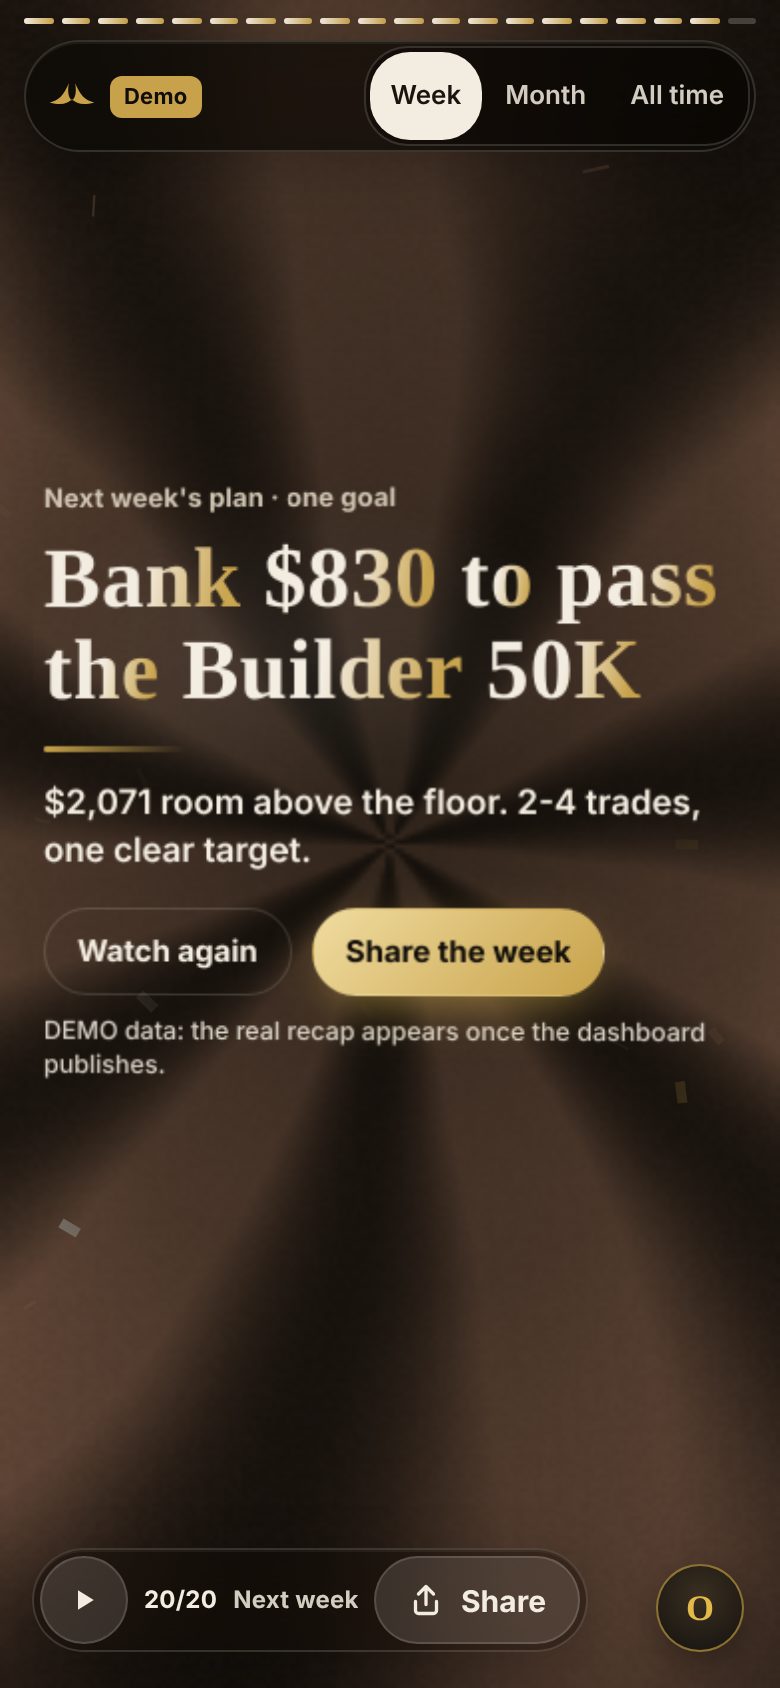 Demo
Week
Month
All time
Next week's plan · one goal
Bank $830 to pass
the Builder 50K
$2,071 room above the floor. 2-4 trades,
one clear target.
Watch again
Share the week
DEMO data: the real recap appears once the dashboard
publishes.
20/20 Next week
Share
O